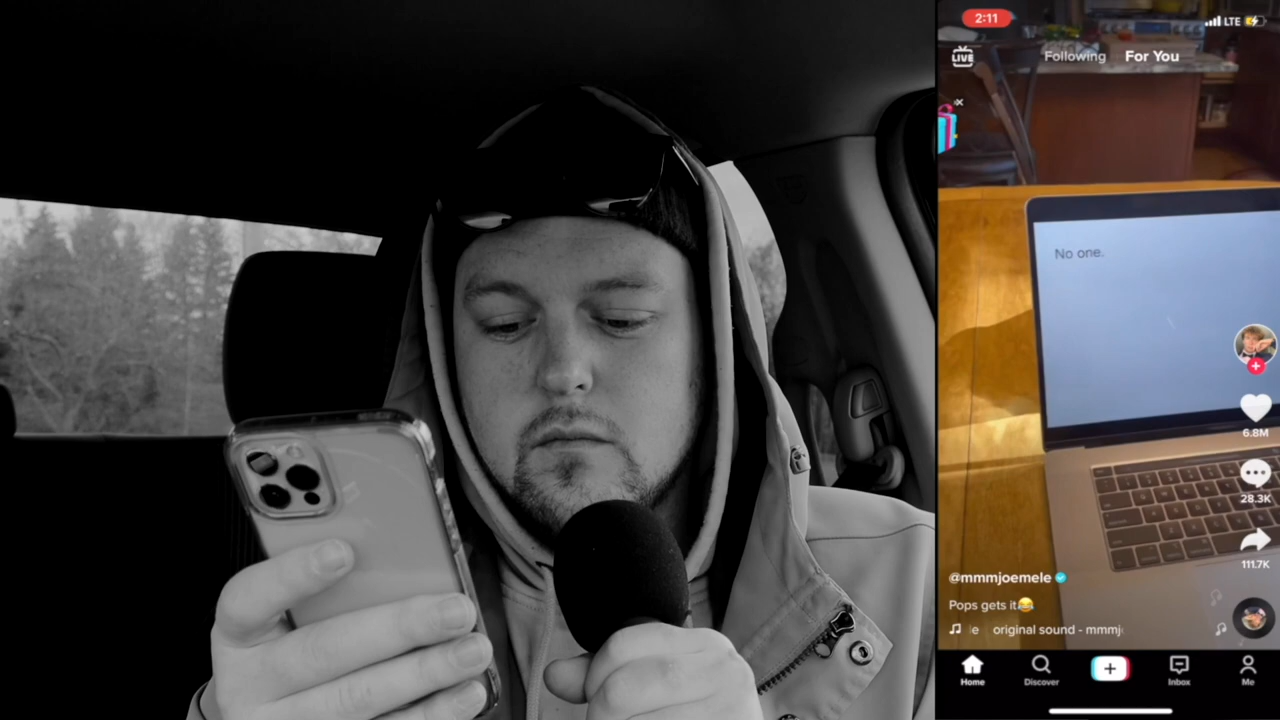 2:11
LTE
LIVE
Following For You
No one.
6.8M
28.3K
111.7K
@mmmjoemele
Pops gets it😂
e original sound - mmmj
Home Discover Inbox Me